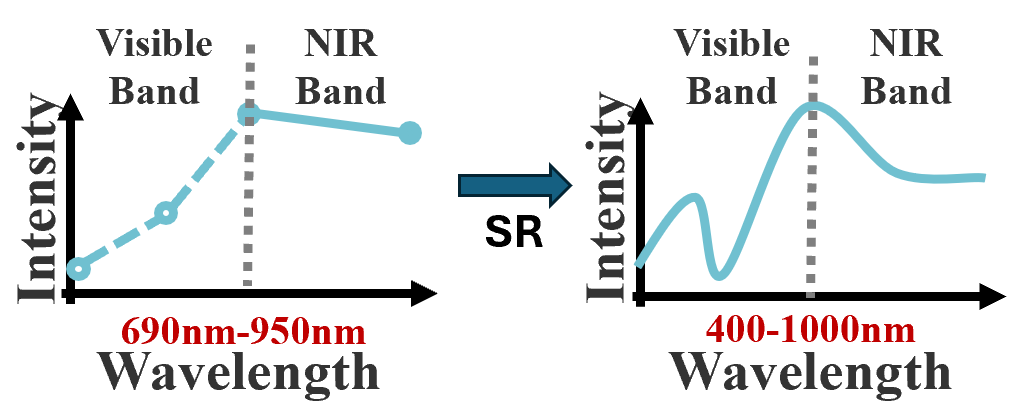 Visible
Band
NIR
Band
Intensity
690nm-950nm
Wavelength
SR
Visible
Band
NIR
Band
Intensity
400-1000nm
Wavelength